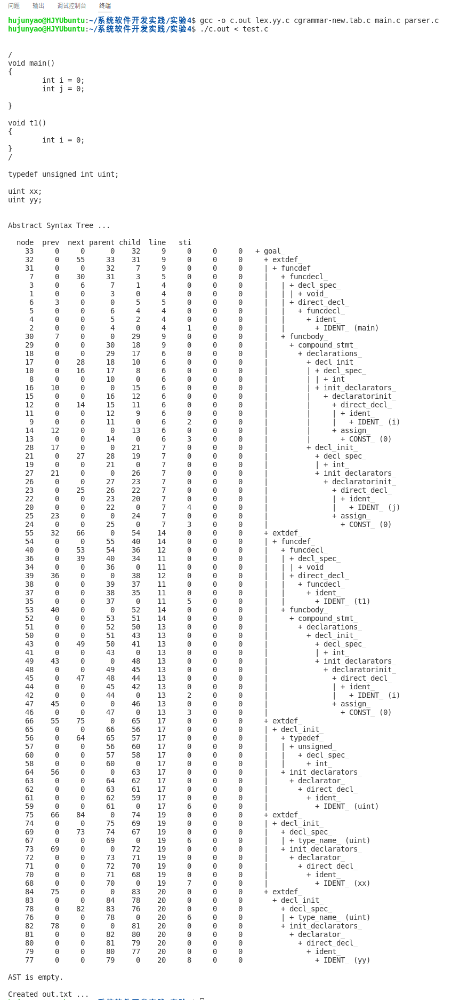 问题 输出 调试控制台 终端
hujunyao@HJYUbuntu:~/系统软件开发实践/实验4$ gcc -o c.out lex.yy.c cgrammar-new.tab.c main.c parser.c
hujunyao@HJYUbuntu:~/系统软件开发实践/实验4$ ./c.out < test.c
/
void main()
{
        int i = 0;
        int j = 0;
}
void t1()
{
        int i = 0;
}
/
typedef unsigned int uint;
uint xx;
uint yy;
Abstract Syntax Tree ...
  node  prev  next parent child  line   sti
    33     0     0     0    32     9     0     0     0   + goal_
    32     0    55    33    31     9     0     0     0     + extdef_
    31     0     0    32     7     9     0     0     0     | + funcdef_
     7     0    30    31     3     5     0     0     0     |   + funcdecl_
     3     0     6     7     1     4     0     0     0     |   | + decl_spec_
     1     0     0     3     0     4     0     0     0     |   | | + void_
     6     3     0     0     5     5     0     0     0     |   | + direct_decl_
     5     0     0     6     4     4     0     0     0     |   |   + funcdecl_
     4     0     0     5     2     4     0     0     0     |   |     + ident_
     2     0     0     4     0     4     1     0     0     |   |       + IDENT_ (main)
    30     7     0     0    29     9     0     0     0     |   + funcbody_
    29     0     0    30    18     9     0     0     0     |     + compound_stmt_
    18     0     0    29    17     6     0     0     0     |       + declarations_
    17     0    28    18    10     6     0     0     0     |         + decl_init_
    10     0    16    17     8     6     0     0     0     |         | + decl_spec_
     8     0     0    10     0     6     0     0     0     |         | | + int_
    16    10     0     0    15     6     0     0     0     |         | + init_declarators_
    15     0     0    16    12     6     0     0     0     |         |   + declaratorinit_
    12     0    14    15    11     6     0     0     0     |         |     + direct_decl_
    11     0     0    12     9     6     0     0     0     |         |     | + ident_
     9     0     0    11     0     6     2     0     0     |         |     |   + IDENT_ (i)
    14    12     0     0    13     6     0     0     0     |         |     + assign_
    13     0     0    14     0     6     3     0     0     |         |       + CONST_ (0)
    28    17     0     0    21     7     0     0     0     |         + decl_init_
    21     0    27    28    19     7     0     0     0     |           + decl_spec_
    19     0     0    21     0     7     0     0     0     |           | + int_
    27    21     0     0    26     7     0     0     0     |           + init_declarators_
    26     0     0    27    23     7     0     0     0     |             + declaratorinit_
    23     0    25    26    22     7     0     0     0     |               + direct_decl_
    22     0     0    23    20     7     0     0     0     |               | + ident_
    20     0     0    22     0     7     4     0     0     |               |   + IDENT_ (j)
    25    23     0     0    24     7     0     0     0     |               + assign_
    24     0     0    25     0     7     3     0     0     |                 + CONST_ (0)
    55    32    66     0    54    14     0     0     0     + extdef_
    54     0     0    55    40    14     0     0     0     | + funcdef_
    40     0    53    54    36    12     0     0     0     |   + funcdecl_
    36     0    39    40    34    11     0     0     0     |   | + decl_spec_
    34     0     0    36     0    11     0     0     0     |   | | + void_
    39    36     0     0    38    12     0     0     0     |   | + direct_decl_
    38     0     0    39    37    11     0     0     0     |   |   + funcdecl_
    37     0     0    38    35    11     0     0     0     |   |     + ident_
    35     0     0    37     0    11     5     0     0     |   |       + IDENT_ (t1)
    53    40     0     0    52    14     0     0     0     |   + funcbody_
    52     0     0    53    51    14     0     0     0     |     + compound_stmt_
    51     0     0    52    50    13     0     0     0     |       + declarations_
    50     0     0    51    43    13     0     0     0     |         + decl_init_
    43     0    49    50    41    13     0     0     0     |           + decl_spec_
    41     0     0    43     0    13     0     0     0     |           | + int_
    49    43     0     0    48    13     0     0     0     |           + init_declarators_
    48     0     0    49    45    13     0     0     0     |             + declaratorinit_
    45     0    47    48    44    13     0     0     0     |               + direct_decl_
    44     0     0    45    42    13     0     0     0     |               | + ident_
    42     0     0    44     0    13     2     0     0     |               |   + IDENT_ (i)
    47    45     0     0    46    13     0     0     0     |               + assign_
    46     0     0    47     0    13     3     0     0     |                 + CONST_ (0)
    66    55    75     0    65    17     0     0     0     + extdef_
    65     0     0    66    56    17     0     0     0     | + decl_init_
    56     0    64    65    57    17     0     0     0     |   + typedef_
    57     0     0    56    60    17     0     0     0     |   | + unsigned_
    60     0     0    57    58    17     0     0     0     |   |   + decl_spec_
    58     0     0    60     0    17     0     0     0     |   |     + int_
    64    56     0     0    63    17     0     0     0     |   + init_declarators_
    63     0     0    64    62    17     0     0     0     |     + declarator_
    62     0     0    63    61    17     0     0     0     |       + direct_decl_
    61     0     0    62    59    17     0     0     0     |         + ident_
    59     0     0    61     0    17     6     0     0     |           + IDENT_ (uint)
    75    66    84     0    74    19     0     0     0     + extdef_
    74     0     0    75    69    19     0     0     0     | + decl_init_
    69     0    73    74    67    19     0     0     0     |   + decl_spec_
    67     0     0    69     0    19     6     0     0     |   | + type_name_ (uint)
    73    69     0     0    72    19     0     0     0     |   + init_declarators_
    72     0     0    73    71    19     0     0     0     |     + declarator_
    71     0     0    72    70    19     0     0     0     |       + direct_decl_
    70     0     0    71    68    19     0     0     0     |         + ident_
    68     0     0    70     0    19     7     0     0     |           + IDENT_ (xx)
    84    75     0     0    83    20     0     0     0     + extdef_
    83     0     0    84    78    20     0     0     0       + decl_init_
    78     0    82    83    76    20     0     0     0         + decl_spec_
    76     0     0    78     0    20     6     0     0         | + type_name_ (uint)
    82    78     0     0    81    20     0     0     0         + init_declarators_
    81     0     0    82    80    20     0     0     0           + declarator_
    80     0     0    81    79    20     0     0     0             + direct_decl_
    79     0     0    80    77    20     0     0     0               + ident_
    77     0     0    79     0    20     8     0     0                 + IDENT_ (yy)
AST is empty.
Created out.txt ...